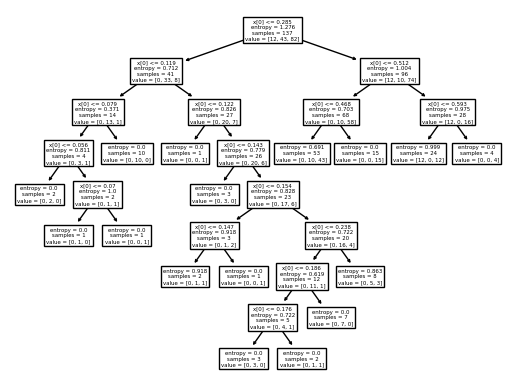 x[0] <= 0.285
entropy = 1.276
samples = 137
value = [12, 43, 82]
x[0] <= 0.119
entropy = 0.712
samples = 41
value = [0, 33, 8]
x[0] <= 0.512
entropy = 1.004
samples = 96
value = [12, 10, 74]
x[0] <= 0.079
entropy = 0.371
samples = 14
value = [0, 13, 1]
x[0] <= 0.122
entropy = 0.826
samples = 27
value = [0, 20, 7]
x[0] <= 0.468
entropy = 0.703
samples = 68
value = [0, 10, 58]
x[0] <= 0.593
entropy = 0.975
samples = 28
value = [12, 0, 16]
x[0] <= 0.056
entropy = 0.811
samples = 4
value = [0, 3, 1]
entropy = 0.0
samples = 10
value = [0, 10, 0]
entropy = 0.0
samples = 1
value = [0, 0, 1]
x[0] <= 0.143
entropy = 0.779
samples = 26
value = [0, 20, 6]
entropy = 0.691
samples = 53
value = [0, 10, 43]
entropy = 0.0
samples = 15
value = [0, 0, 15]
entropy = 0.999
samples = 24
value = [12, 0, 12]
entropy = 0.0
samples = 4
value = [0, 0, 4]
entropy = 0.0
samples = 2
value = [0, 2, 0]
x[0] <= 0.07
entropy = 1.0
samples = 2
value = [0, 1, 1]
entropy = 0.0
samples = 3
value = [0, 3, 0]
x[0] <= 0.154
entropy = 0.828
samples = 23
value = [0, 17, 6]
entropy = 0.0
samples = 1
value = [0, 1, 0]
entropy = 0.0
samples = 1
value = [0, 0, 1]
x[0] <= 0.147
entropy = 0.918
samples = 3
value = [0, 1, 2]
x[0] <= 0.238
entropy = 0.722
samples = 20
value = [0, 16, 4]
entropy = 0.918
samples = 2
value = [0, 1, 1]
entropy = 0.0
samples = 1
value = [0, 0, 1]
x[0] <= 0.186
entropy = 0.619
samples = 12
value = [0, 11, 1]
entropy = 0.863
samples = 8
value = [0, 5, 3]
x[0] <= 0.176
entropy = 0.722
samples = 5
value = [0, 4, 1]
entropy = 0.0
samples = 7
value = [0, 7, 0]
entropy = 0.0
samples = 3
value = [0, 3, 0]
entropy = 0.0
samples = 2
value = [0, 1, 1]